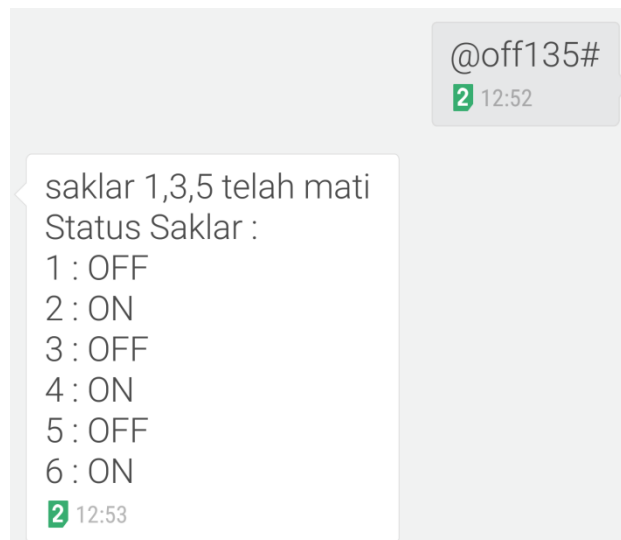 @off135#
2 12:52
saklar 1,3,5 telah mati
Status Saklar :
1 : OFF
2 : ON
3 : OFF
4 : ON
5 : OFF
6 : ON
2 12:53